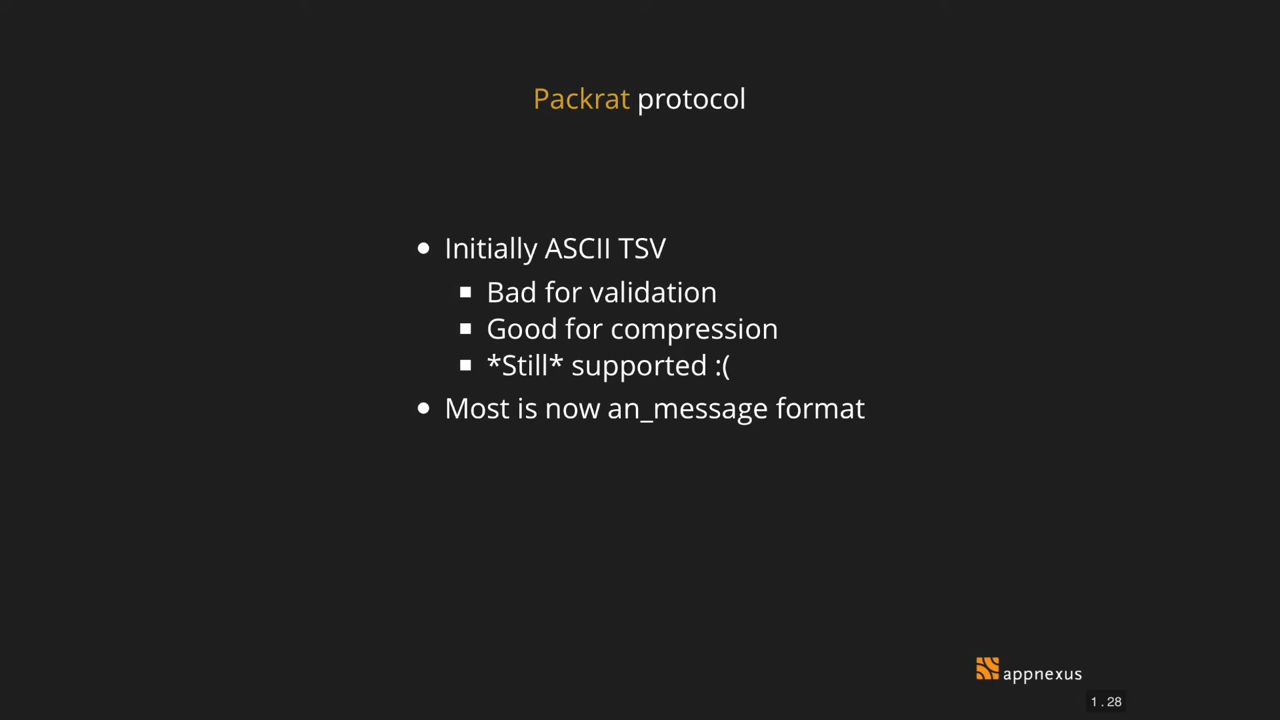 Packrat protocol
Initially ASCII TSV
Bad for validation
Good for compression
*Still* supported :(
Most is now an_message format
appnexus
1.28